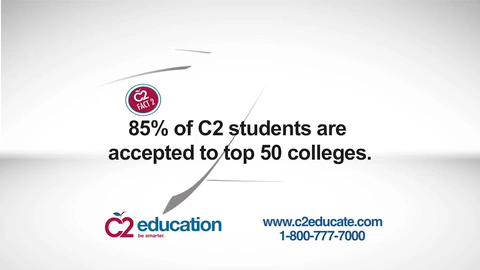 C2
FACT 2
85% of C2 students are
accepted to top 50 colleges.
C2 education
be smarter.
www.c2educate.com
1-800-777-7000